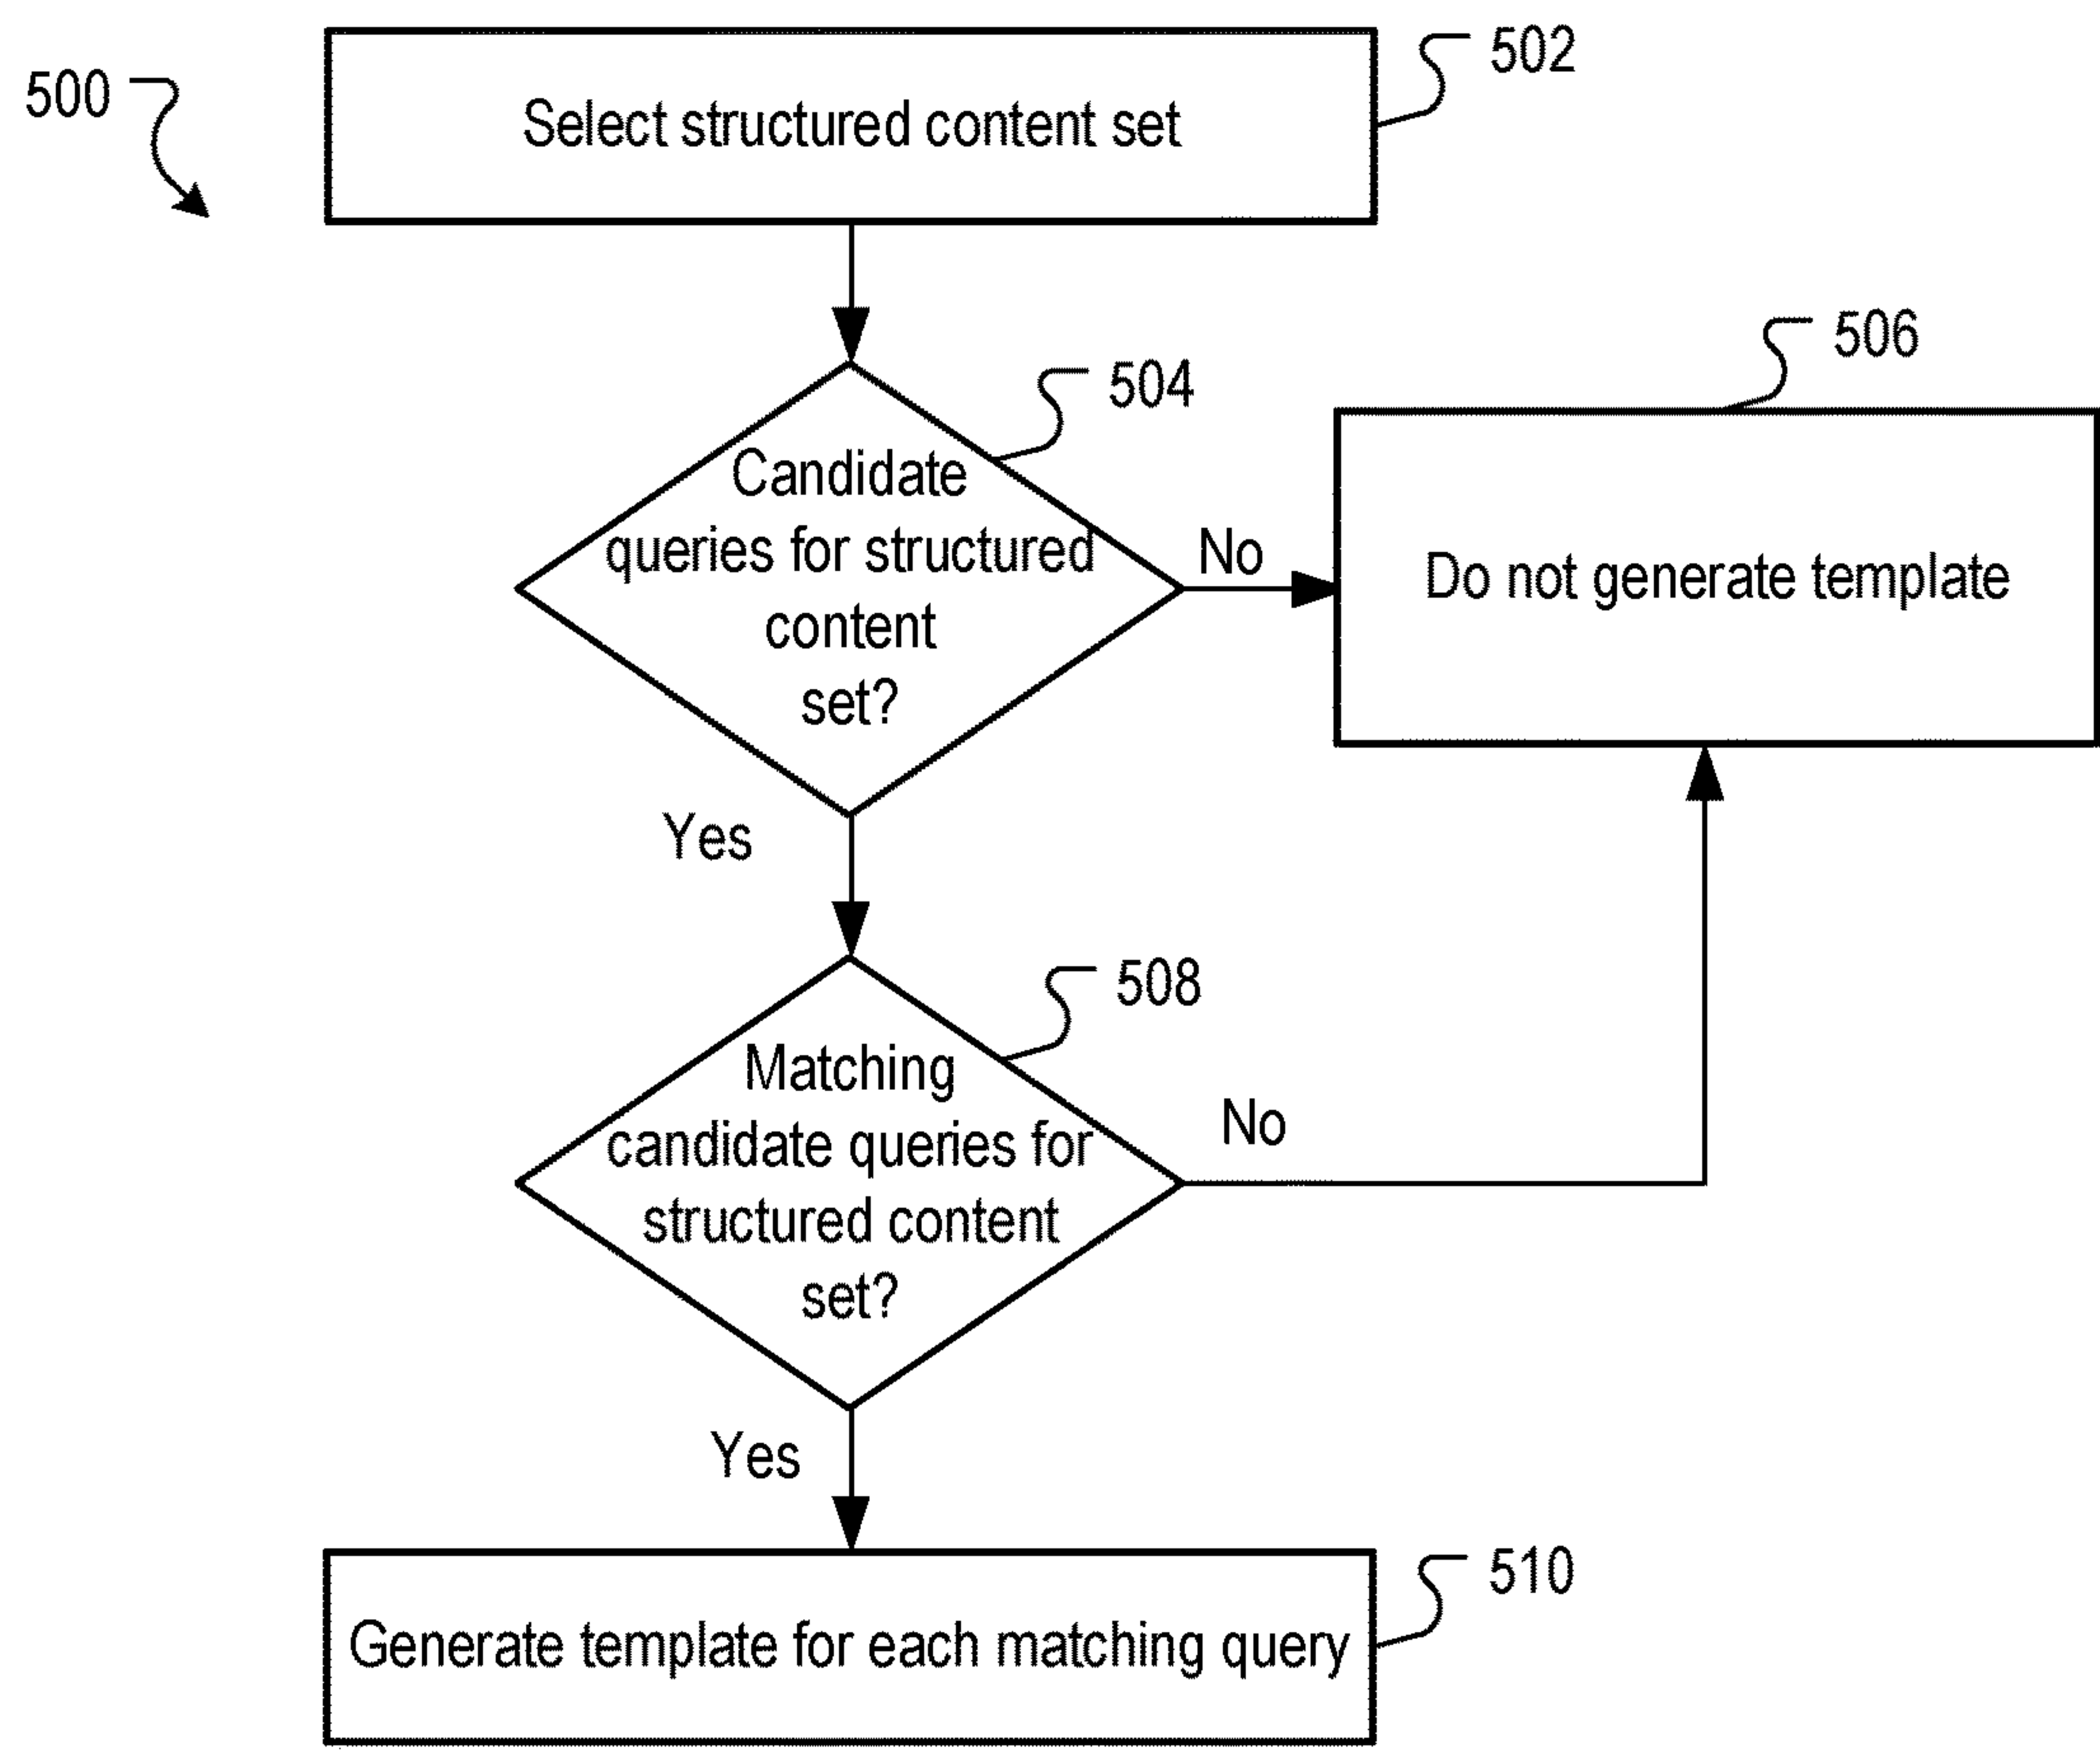 500
502
Select structured content set
504
Candidate
queries for structured
content
set?
No
506
Do not generate template
Yes
508
Matching
candidate queries for
structured content
set?
No
Yes
510
Generate template for each matching query